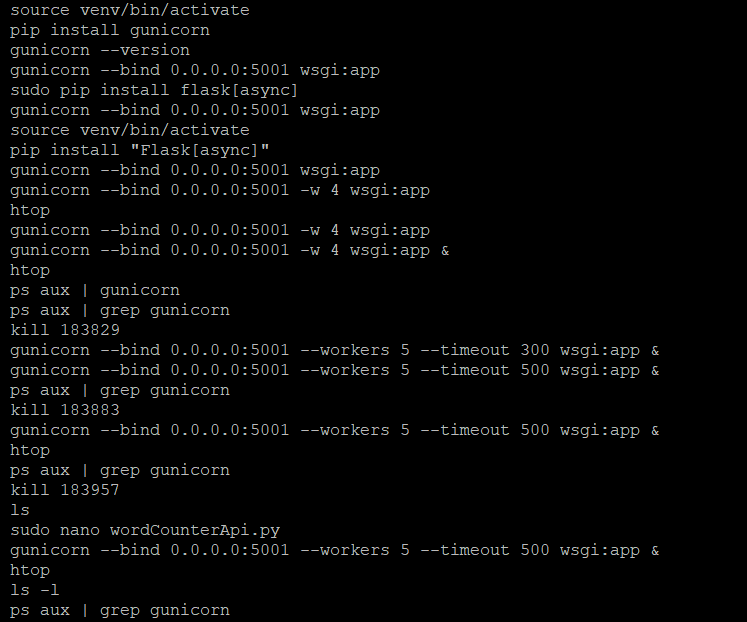 source venv/bin/activate
pip install gunicorn
gunicorn --version
gunicorn --bind 0.0.0.0:5001 wsgi:app
sudo pip install flask[async]
gunicorn --bind 0.0.0.0:5001 wsgi:app
source venv/bin/activate
pip install "Flask[async]"
gunicorn --bind 0.0.0.0:5001 wsgi:app
gunicorn --bind 0.0.0.0:5001 -w 4 wsgi:app
htop
gunicorn --bind 0.0.0.0:5001 -w 4 wsgi:app
gunicorn --bind 0.0.0.0:5001 -w 4 wsgi:app &
htop
ps aux | gunicorn
ps aux | grep gunicorn
kill 183829
gunicorn --bind 0.0.0.0:5001 --workers 5 --timeout 300 wsgi:app &
gunicorn --bind 0.0.0.0:5001 --workers 5 --timeout 500 wsgi:app &
ps aux | grep gunicorn
kill 183883
gunicorn --bind 0.0.0.0:5001 --workers 5 --timeout 500 wsgi:app &
htop
ps aux | grep gunicorn
kill 183957
ls
sudo nano wordCounterApi.py
gunicorn --bind 0.0.0.0:5001 --workers 5 --timeout 500 wsgi:app &
htop
ls -l
ps aux | grep gunicorn